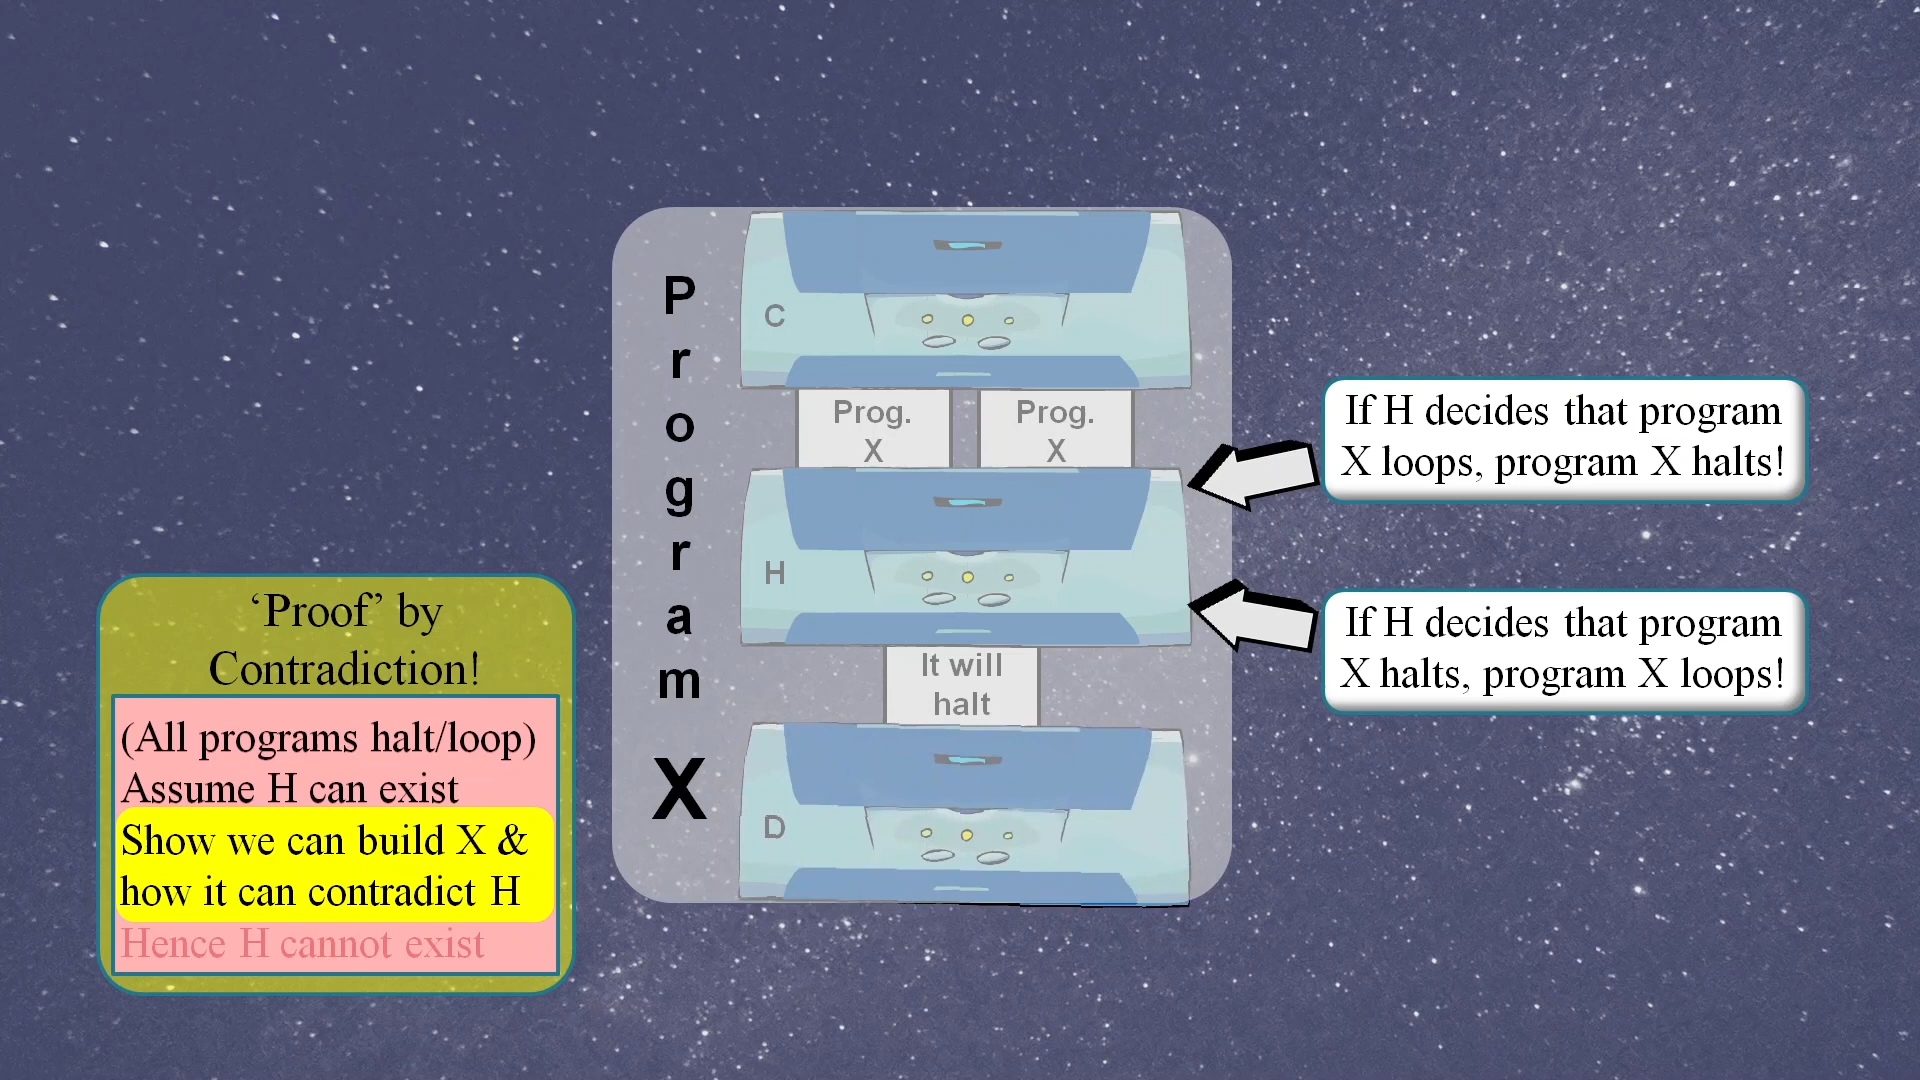 ‘Proof’ by
Contradiction!
(All programs halt/loop)
Assume H can exist
Show we can build X &
how it can contradict H
Hence H cannot exist
Program X
C
Prog.
X
Prog.
X
H
It will
halt
D
If H decides that program
X loops, program X halts!
If H decides that program
X halts, program X loops!